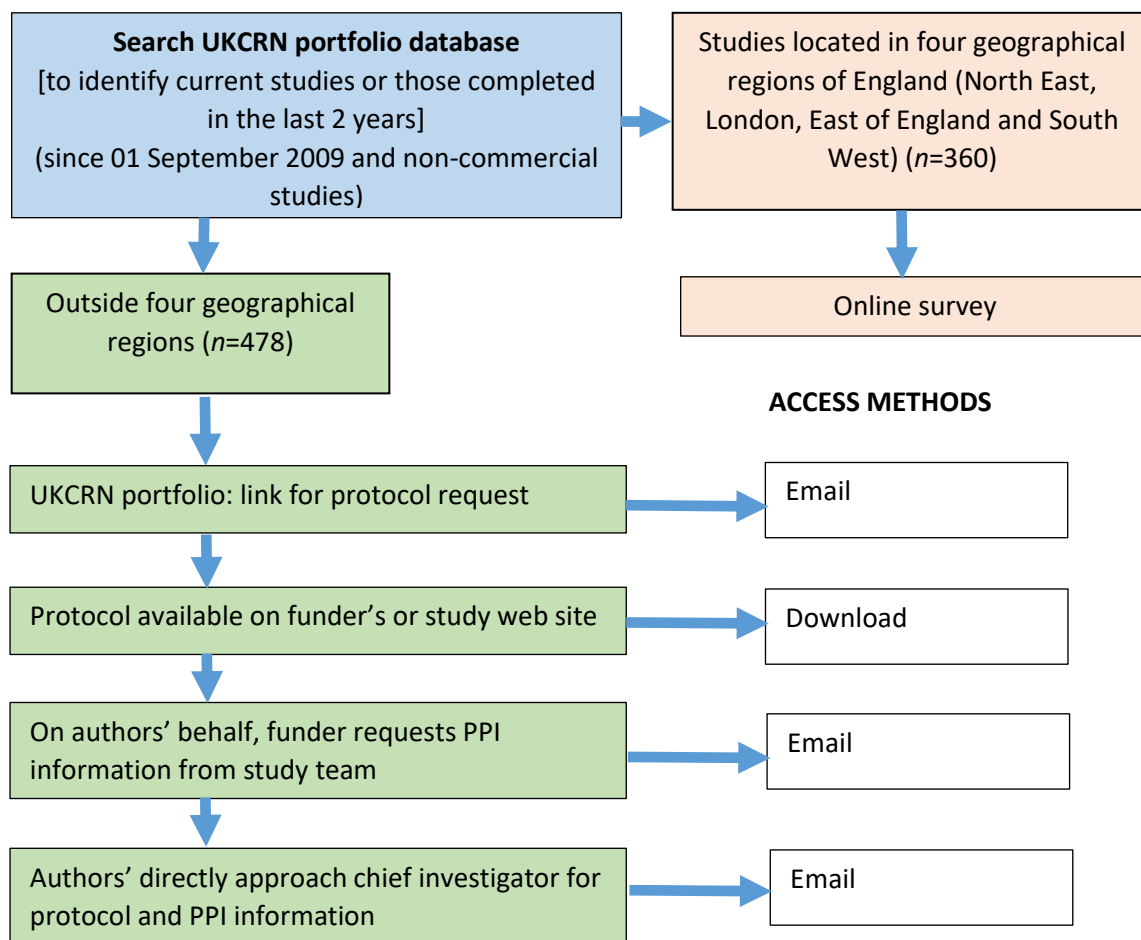 Search UKCRN portfolio database
[to identify current studies or those completed
in the last 2 years]
(since 01 September 2009 and non-commercial
studies)
Studies located in four geographical
regions of England (North East,
London, East of England and South
West) (n=360)
Outside four geographical
regions (n=478)
Online survey
ACCESS METHODS
UKCRN portfolio: link for protocol request
Email
Protocol available on funder’s or study web site
Download
On authors’ behalf, funder requests PPI
information from study team
Email
Authors’ directly approach chief investigator for
protocol and PPI information
Email